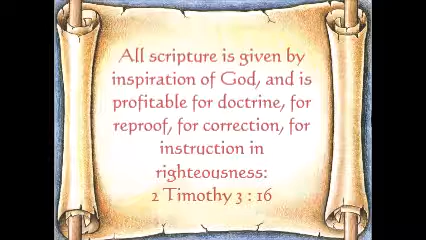 All scripture is given by
inspiration of God, and is
profitable for doctrine, for
reproof, for correction, for
instruction in
righteousness:
2 Timothy 3 : 16